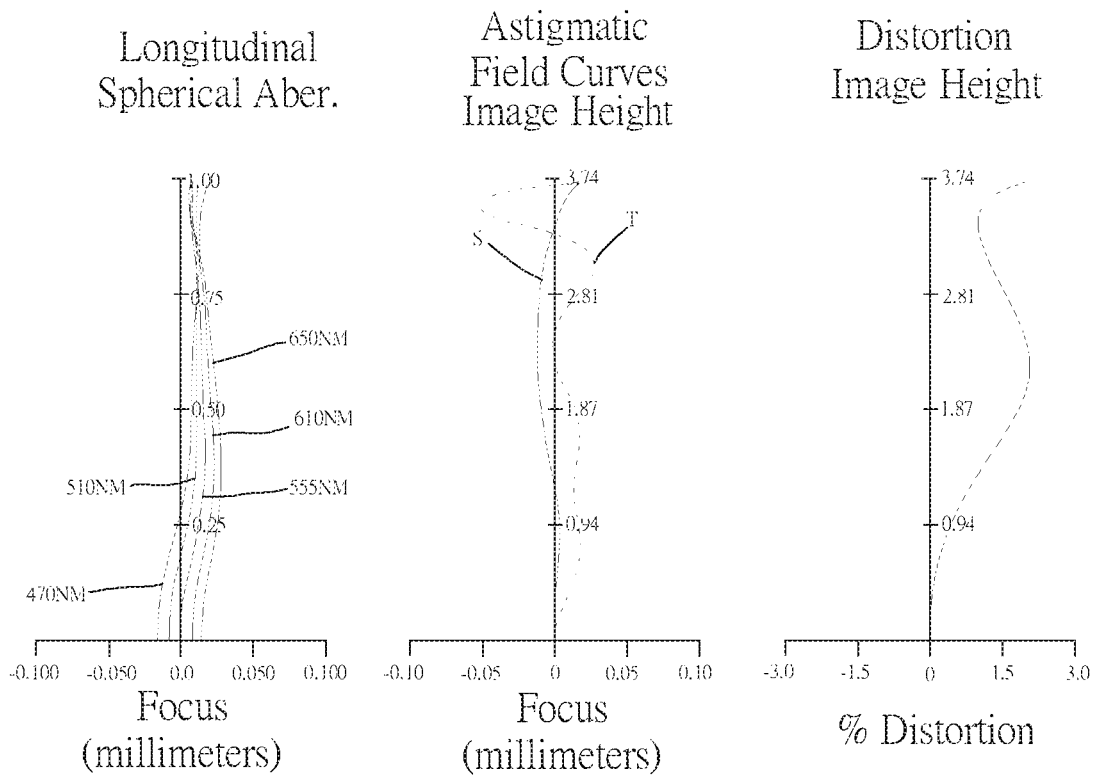 Longitudinal
Spherical Aber.
1.00
0.75
650NM
0.50
610NM
510NM
555NM
0.25
470NM
-0.100 -0.050 0.0 0.050 0.100
Focus
(millimeters)
Astigmatic
Field Curves
Image Height
3.74
S
T
2.81
1.87
0.94
-0.10 -0.05 0 0.05 0.10
Focus
(millimeters)
Distortion
Image Height
3.74
2.81
1.87
0.94
-3.0 -1.5 0 1.5 3.0
% Distortion